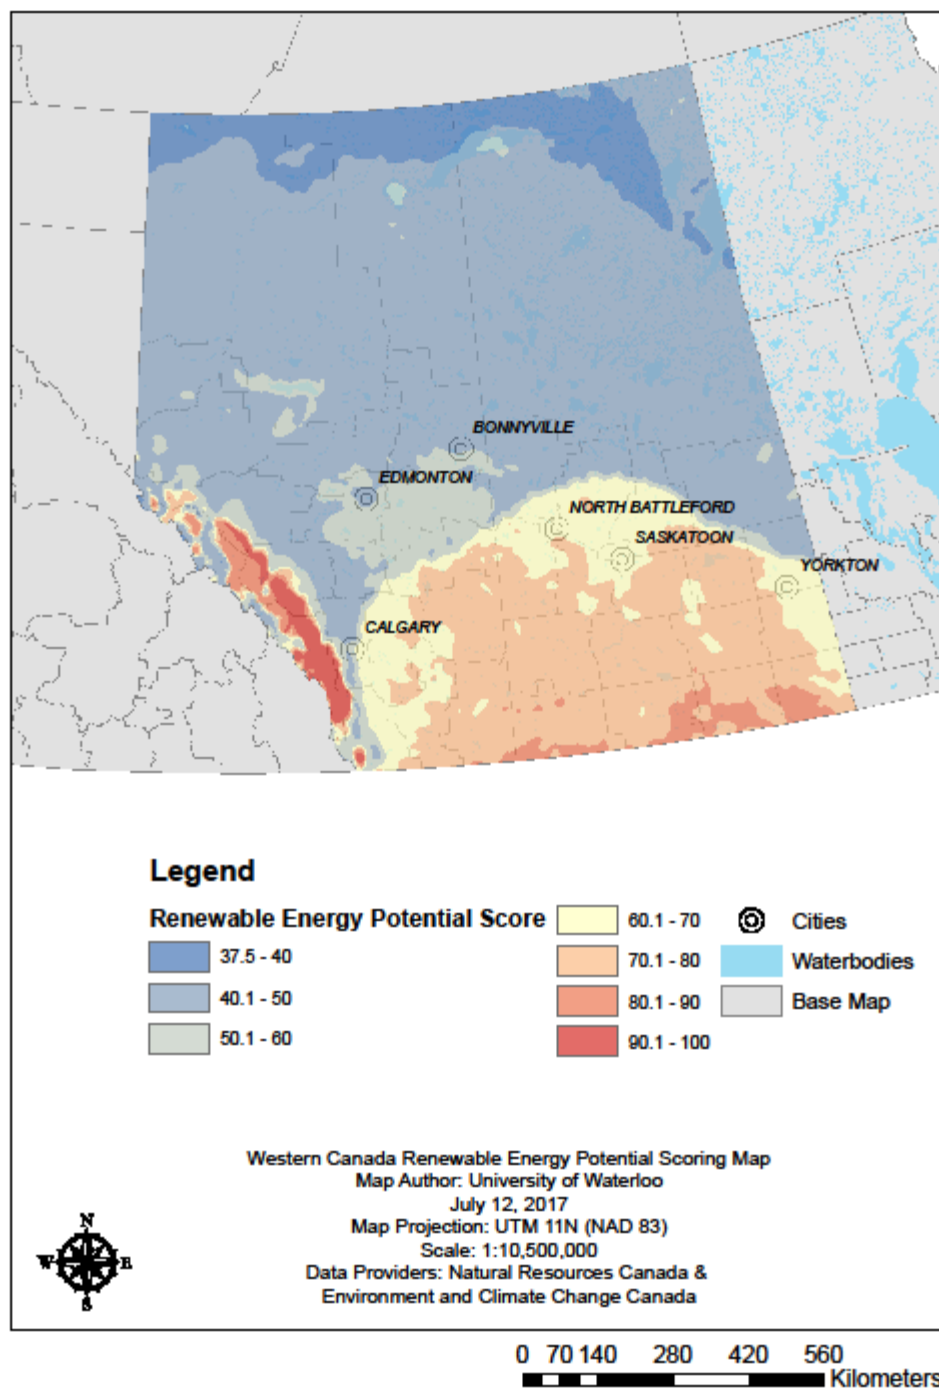 BONNYVILLE
EDMONTON
NORTH BATTLEFORD
SASKATOON
YORKTON
CALGARY
Legend
Renewable Energy Potential Score
37.5 - 40
40.1 - 50
50.1 - 60
60.1 - 70
70.1 - 80
80.1 - 90
90.1 - 100
Cities
Waterbodies
Base Map
Western Canada Renewable Energy Potential Scoring Map
Map Author: University of Waterloo
July 12, 2017
Map Projection: UTM 11N (NAD 83)
Scale: 1:10,500,000
Data Providers: Natural Resources Canada &
Environment and Climate Change Canada
N
W E
S
0 70 140 280 420 560
Kilometers